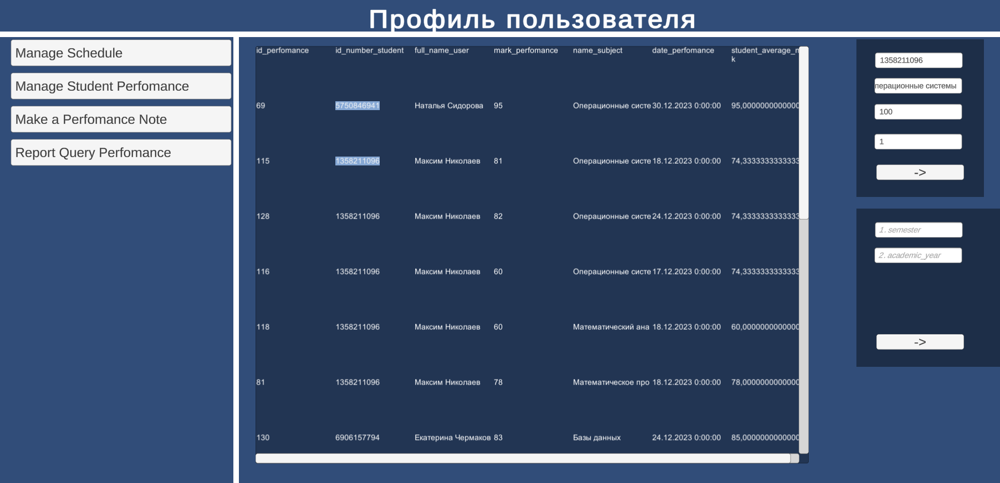 Профиль пользователя
Manage Schedule
Manage Student Perfomance
Make a Perfomance Note
Report Query Perfomance
id_perfomance id_number_student full_name_user mark_perfomance name_subject date_perfomance student_average_m
k
69 5750846941 Наталья Сидорова 95 Операционные систе 30.12.2023 0:00:00 95,0000000000000
115 1358211096 Максим Николаев 81 Операционные систе 18.12.2023 0:00:00 74,3333333333333
128 1358211096 Максим Николаев 82 Операционные систе 24.12.2023 0:00:00 74,3333333333333
116 1358211096 Максим Николаев 60 Операционные систе 17.12.2023 0:00:00 74,3333333333333
118 1358211096 Максим Николаев 60 Математический ана 18.12.2023 0:00:00 60,0000000000000
81 1358211096 Максим Николаев 78 Математическое про 18.12.2023 0:00:00 78,0000000000000
130 6906157794 Екатерина Чермаков 83 Базы данных 24.12.2023 0:00:00 85,0000000000000
1358211096
перационные системы
100
1
->
1. semester
2. academic_year
->